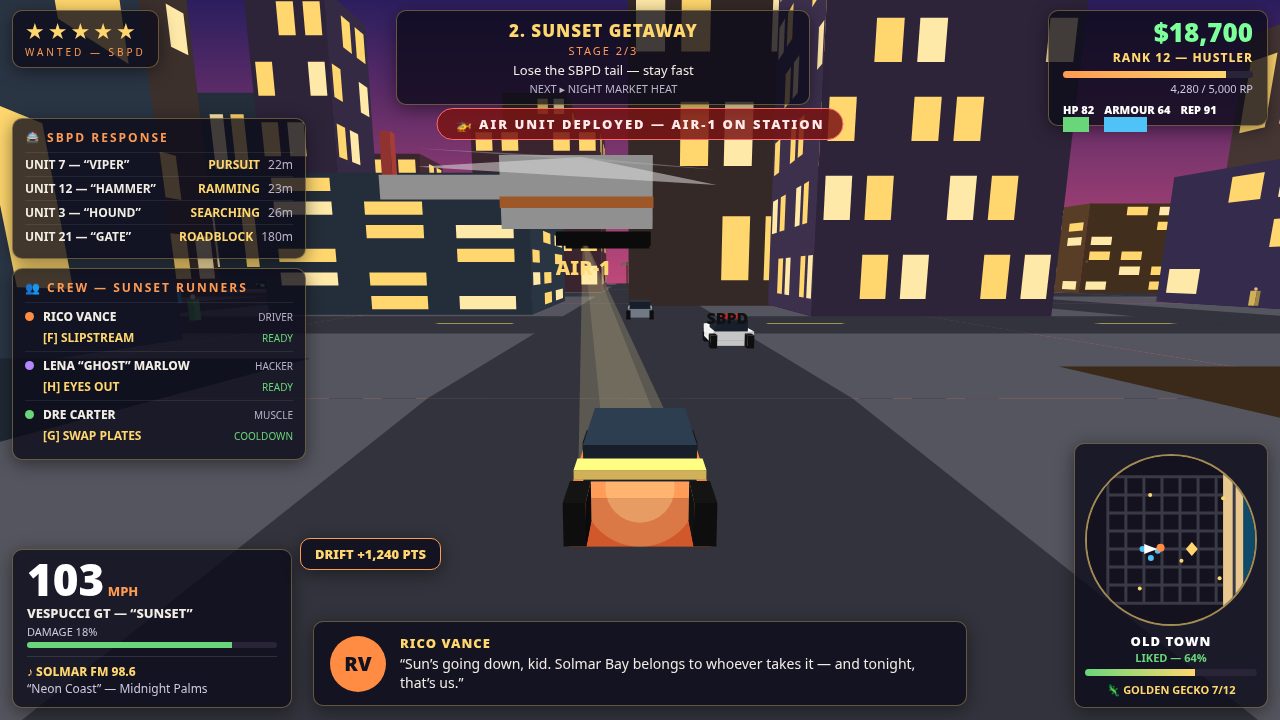 ★★★★★
WANTED — SBPD
2. SUNSET GETAWAY
STAGE 2/3
Lose the SBPD tail — stay fast
NEXT ▸ NIGHT MARKET HEAT
AIR UNIT DEPLOYED — AIR-1 ON STATION
$18,700
RANK 12 — HUSTLER
4,280 / 5,000 RP
HP 82 ARMOUR 64 REP 91
SBPD RESPONSE
UNIT 7 — “VIPER” PURSUIT 22m
UNIT 12 — “HAMMER” RAMMING 23m
UNIT 3 — “HOUND” SEARCHING 26m
UNIT 21 — “GATE” ROADBLOCK 180m
CREW — SUNSET RUNNERS
RICO VANCE DRIVER
[F] SLIPSTREAM READY
LENA “GHOST” MARLOW HACKER
[H] EYES OUT READY
DRE CARTER MUSCLE
[G] SWAP PLATES COOLDOWN
AIR-1
SBPD
DRIFT +1,240 PTS
103 MPH
VESPUCCI GT — “SUNSET”
DAMAGE 18%
♪ SOLMAR FM 98.6
“Neon Coast” — Midnight Palms
RV
RICO VANCE
“Sun’s going down, kid. Solmar Bay belongs to whoever takes it — and tonight,
that’s us.”
OLD TOWN
LIKED — 64%
GOLDEN GECKO 7/12